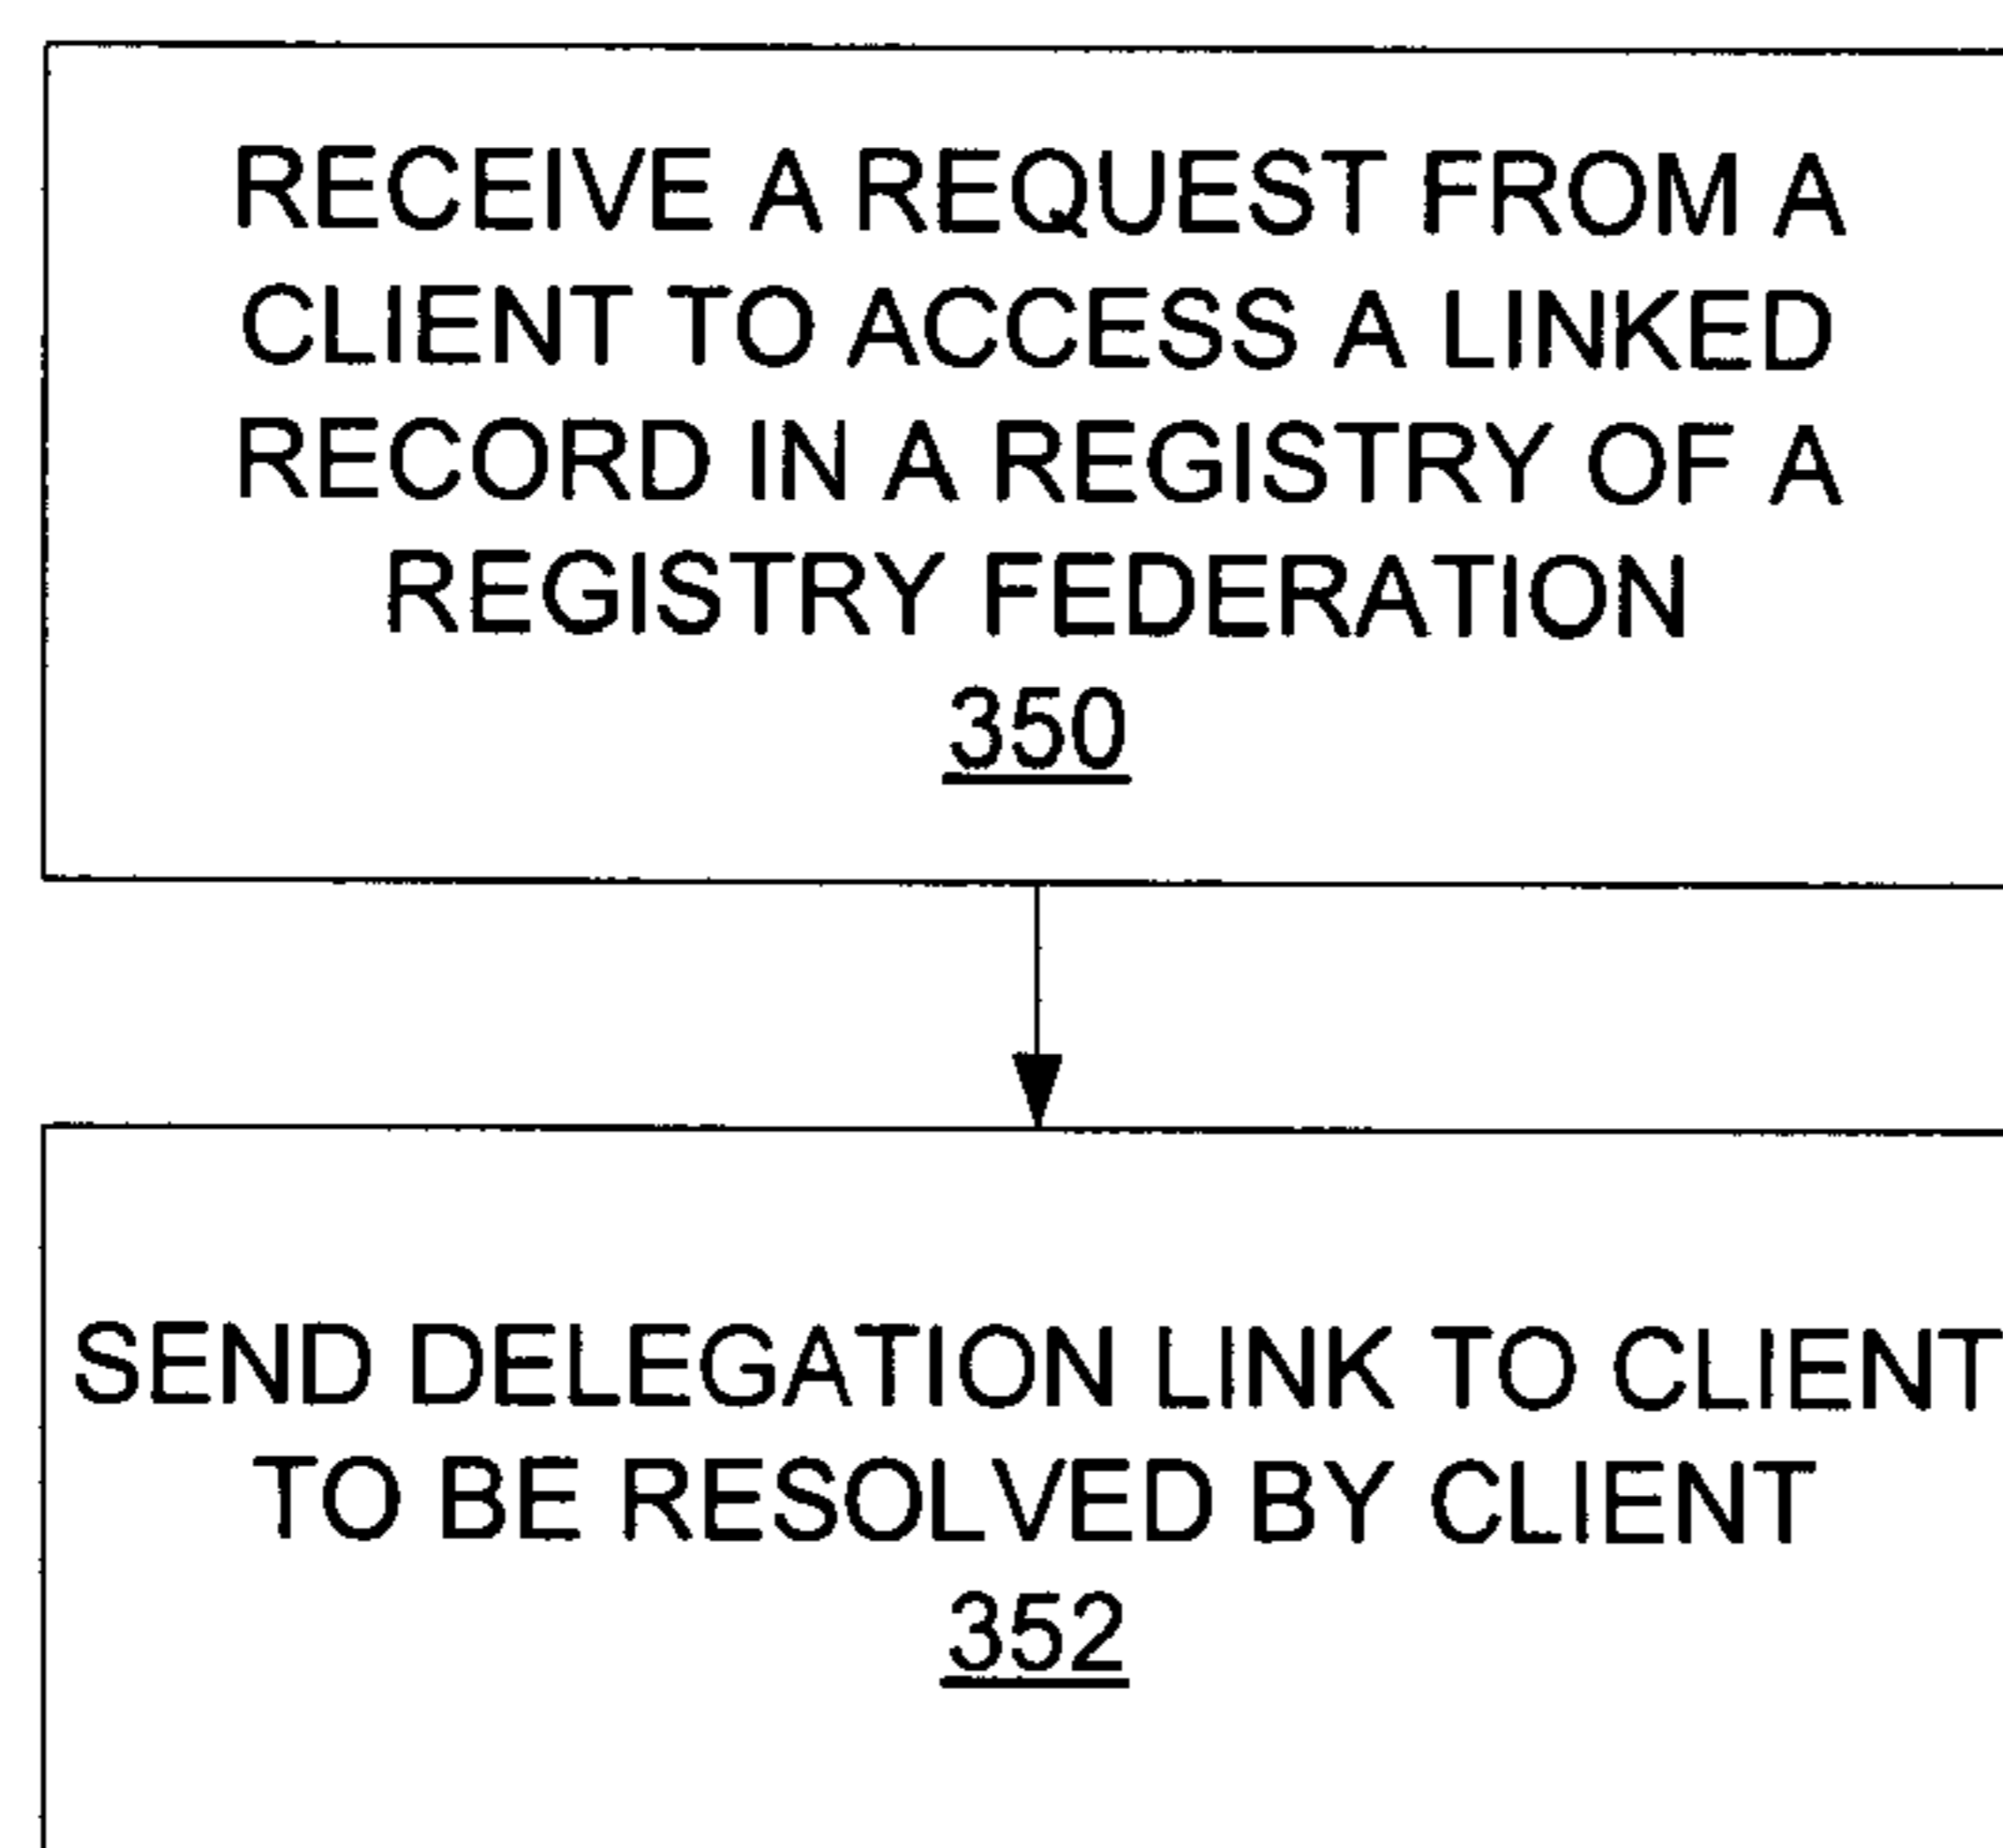 RECEIVE A REQUEST FROM A
CLIENT TO ACCESS A LINKED
RECORD IN A REGISTRY OF A
REGISTRY FEDERATION
350
SEND DELEGATION LINK TO CLIENT
TO BE RESOLVED BY CLIENT
352